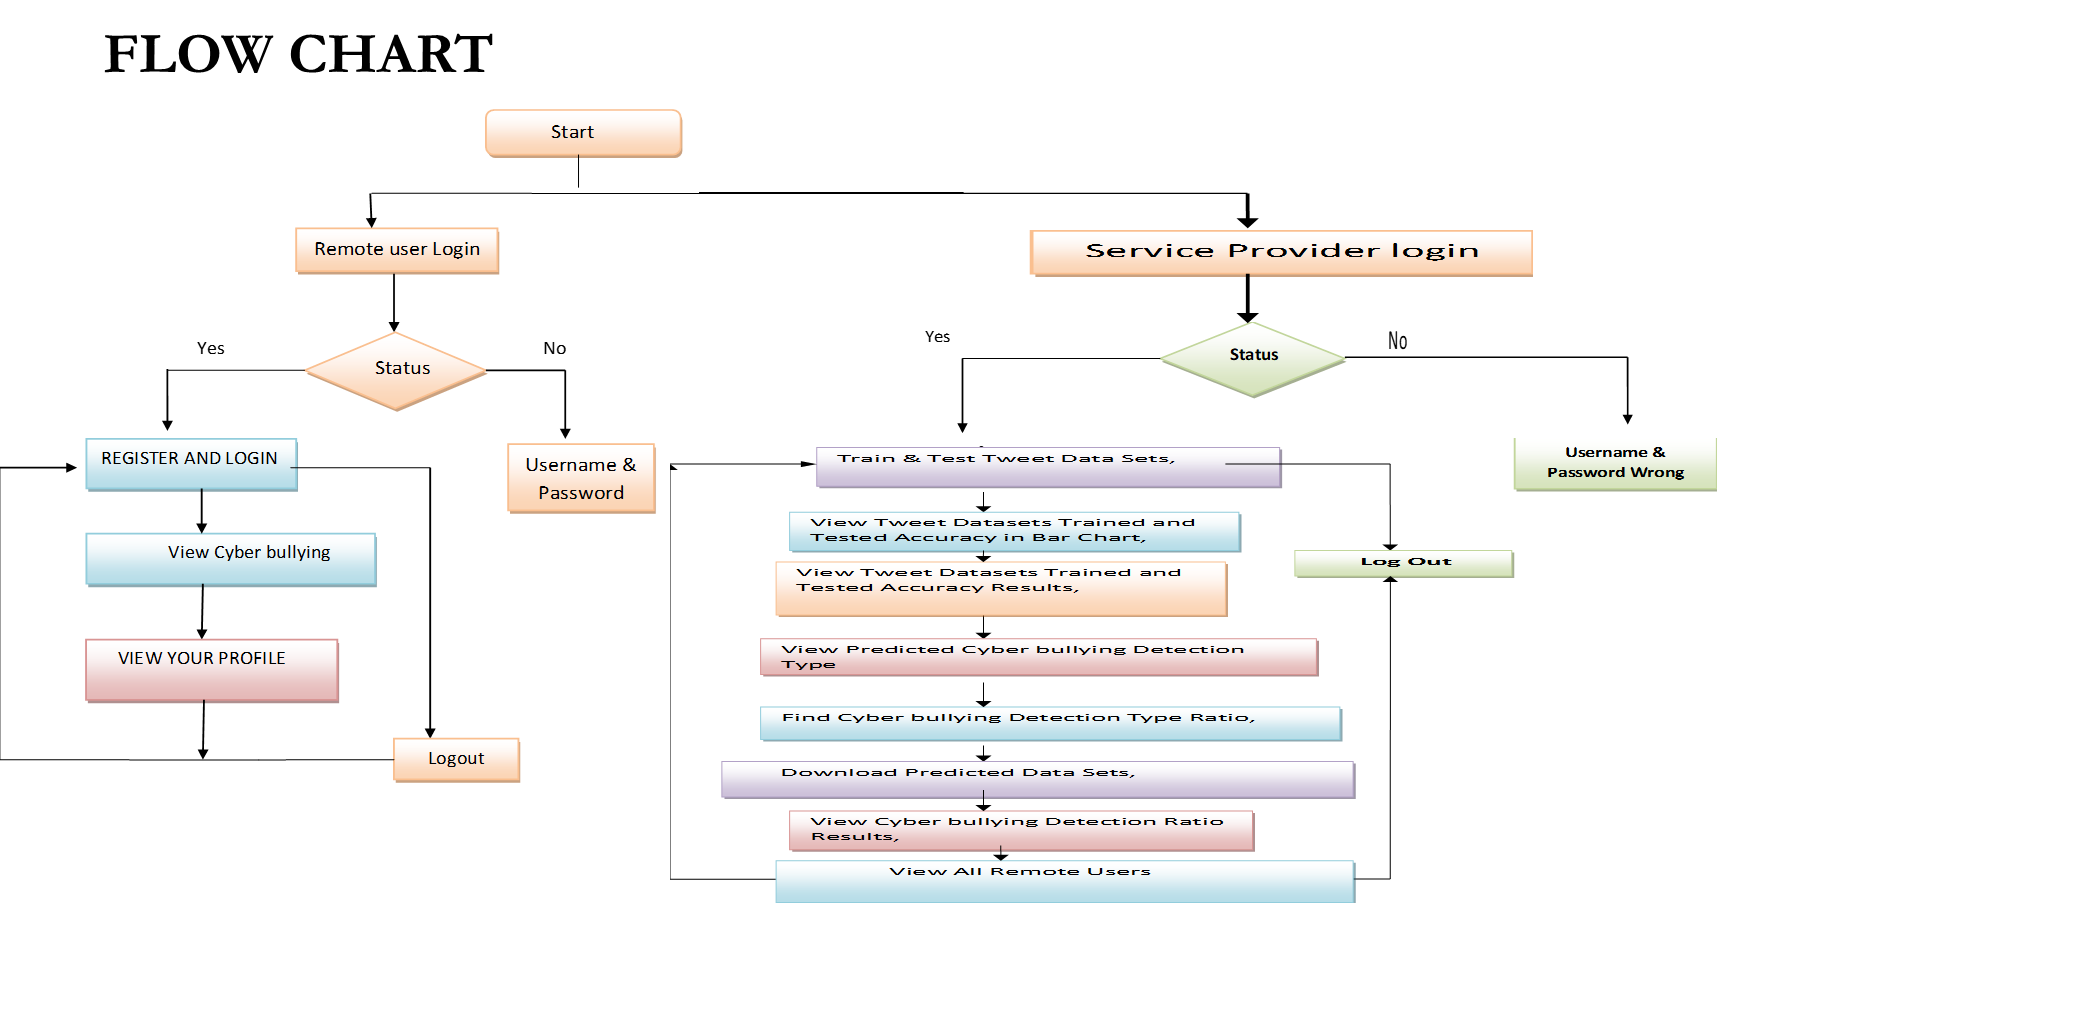 FLOW CHART
Start
Remote user Login
Service Provider login
Yes
Status
No
Yes
Status
No
REGISTER AND LOGIN
View Cyber bullying
VIEW YOUR PROFILE
Logout
Username &
Password
Train & Test Tweet Data Sets,
View Tweet Datasets Trained and
Tested Accuracy in Bar Chart,
View Tweet Datasets Trained and
Tested Accuracy Results,
View Predicted Cyber bullying Detection
Type
Find Cyber bullying Detection Type Ratio,
Download Predicted Data Sets,
View Cyber bullying Detection Ratio
Results,
View All Remote Users
Log Out
Username &
Password Wrong